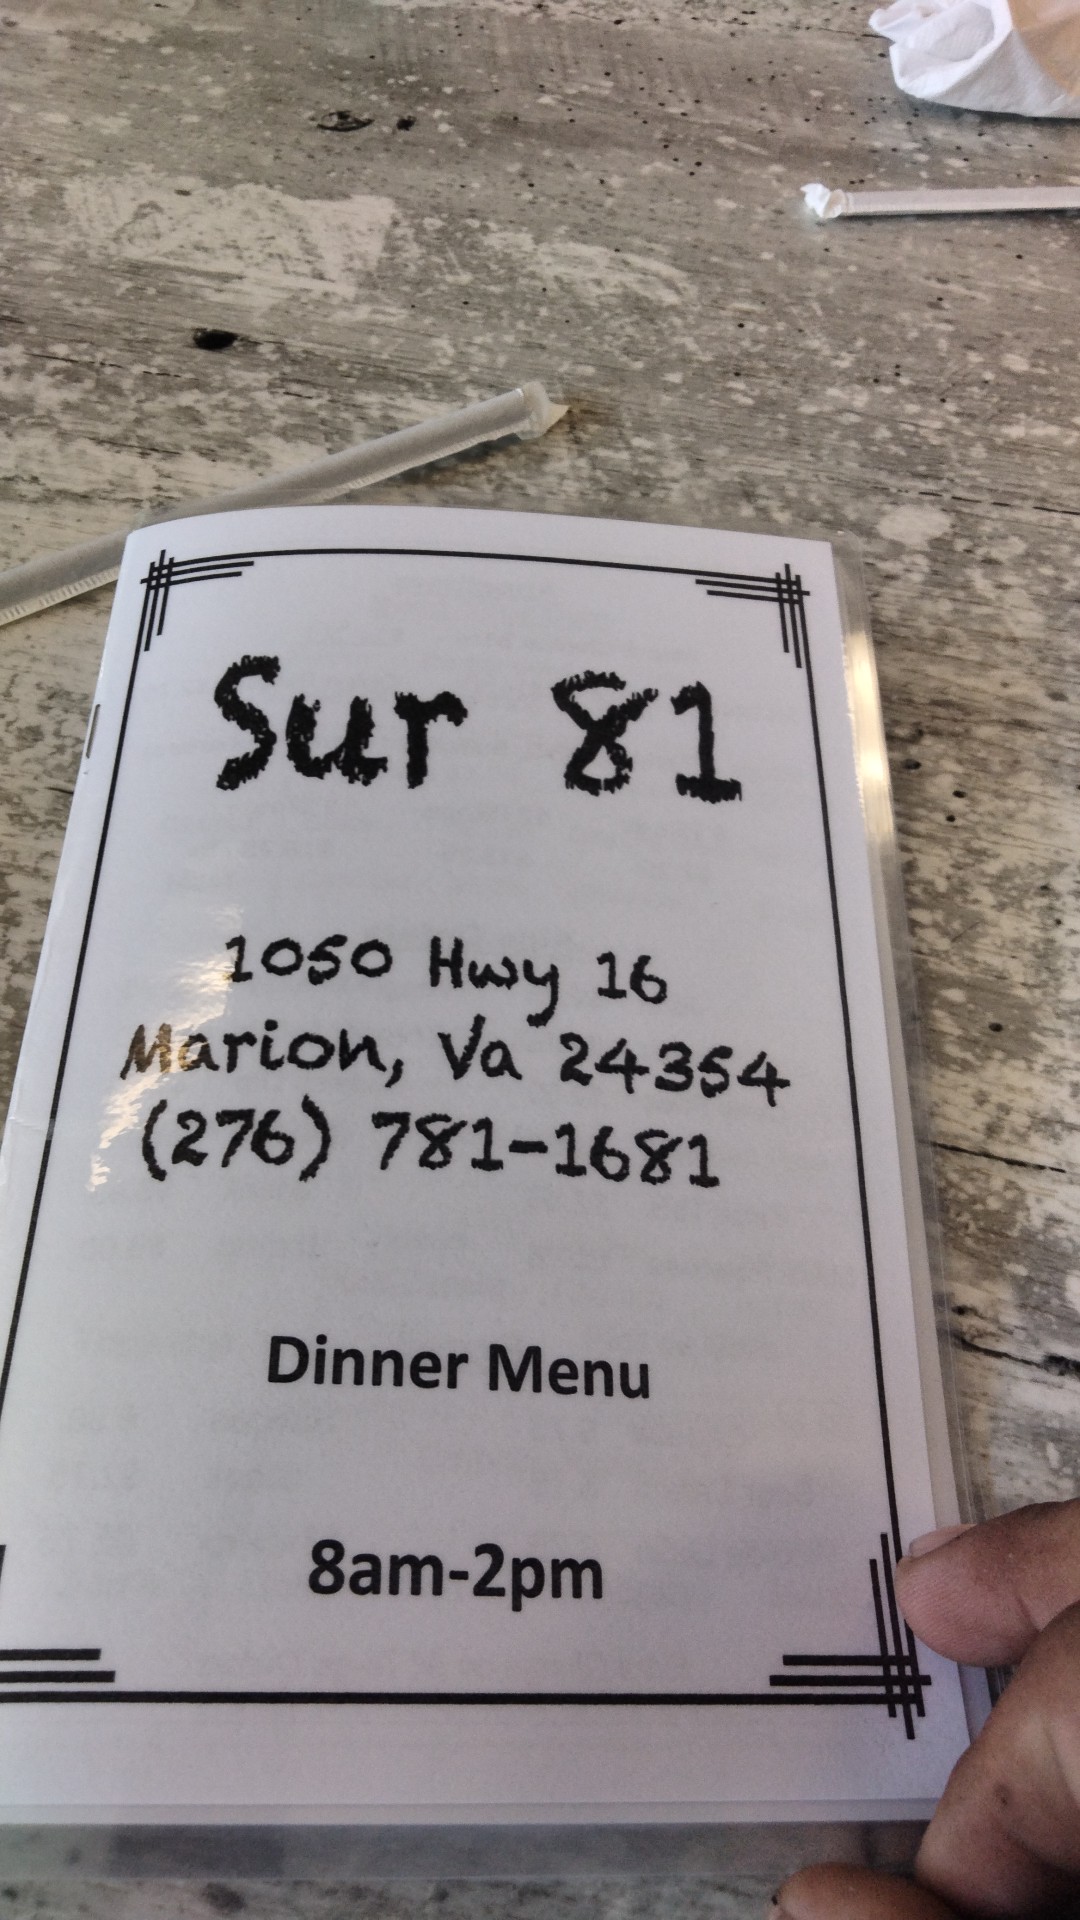 Sur 81
1050 Hwy 16
Marion, Va 24354
(276) 781-1681
Dinner Menu
8am-2pm